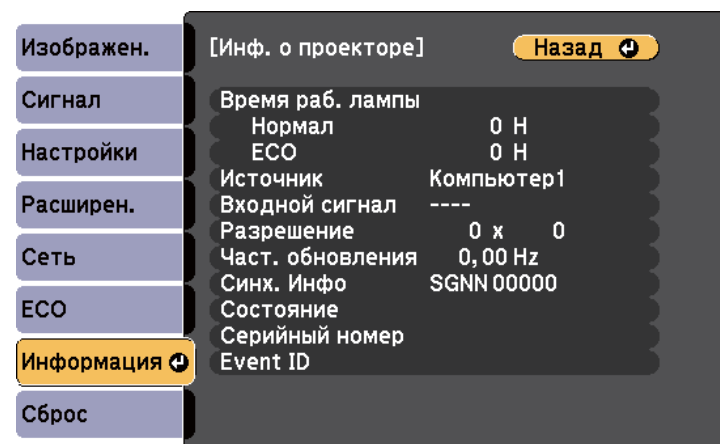 Изображен.
Сигнал
Настройки
Расширен.
Сеть
ECO
Информация
Сброс
[Инф. о проекторе] Назад
Время раб. лампы
Нормал 0 H
ECO 0 H
Источник Компьютер1
Входной сигнал ----
Разрешение 0 x 0
Част. обновления 0,00 Hz
Синх. Инфо SGNN 00000
Состояние
Серийный номер
Event ID